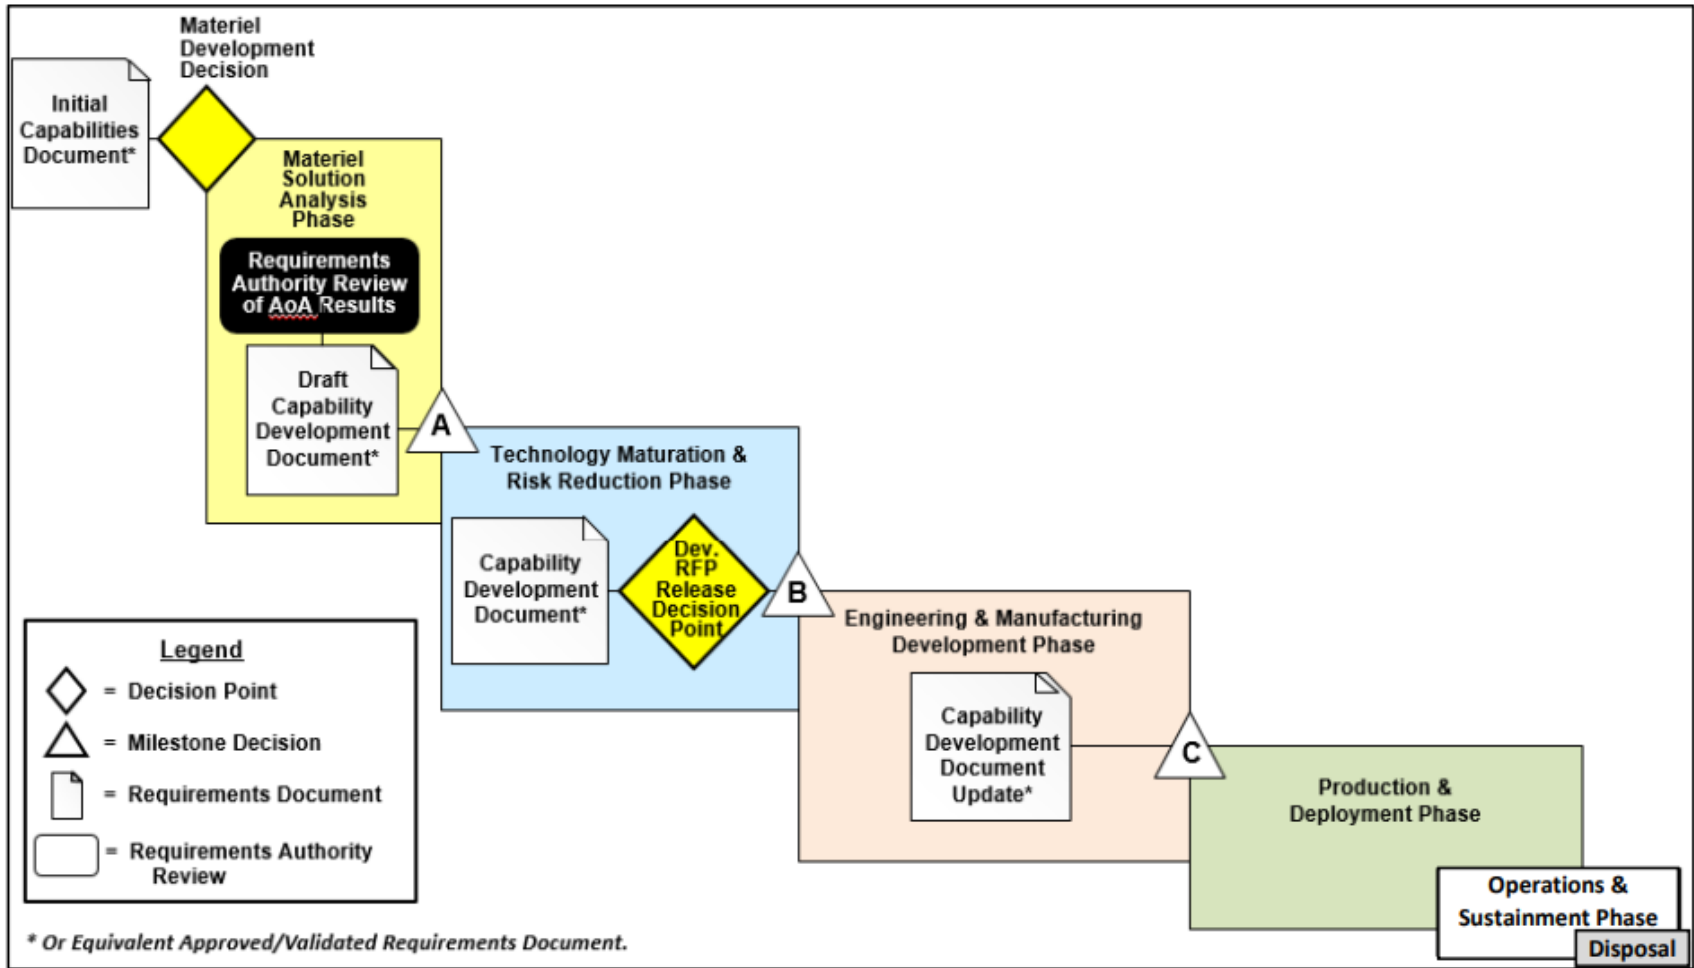 Materiel
Development
Decision
Initial
Capabilities
Document*
Materiel
Solution
Analysis
Phase
Requirements
Authority Review
of AoA Results
Draft
Capability
Development
Document*
A
Technology Maturation &
Risk Reduction Phase
Capability
Development
Document*
Dev.
RFP
Release
Decision
Point
B
Engineering & Manufacturing
Development Phase
Capability
Development
Document
Update*
C
Production &
Deployment Phase
Operations &
Sustainment Phase
Disposal
Legend
= Decision Point
= Milestone Decision
= Requirements Document
= Requirements Authority
Review
* Or Equivalent Approved/Validated Requirements Document.